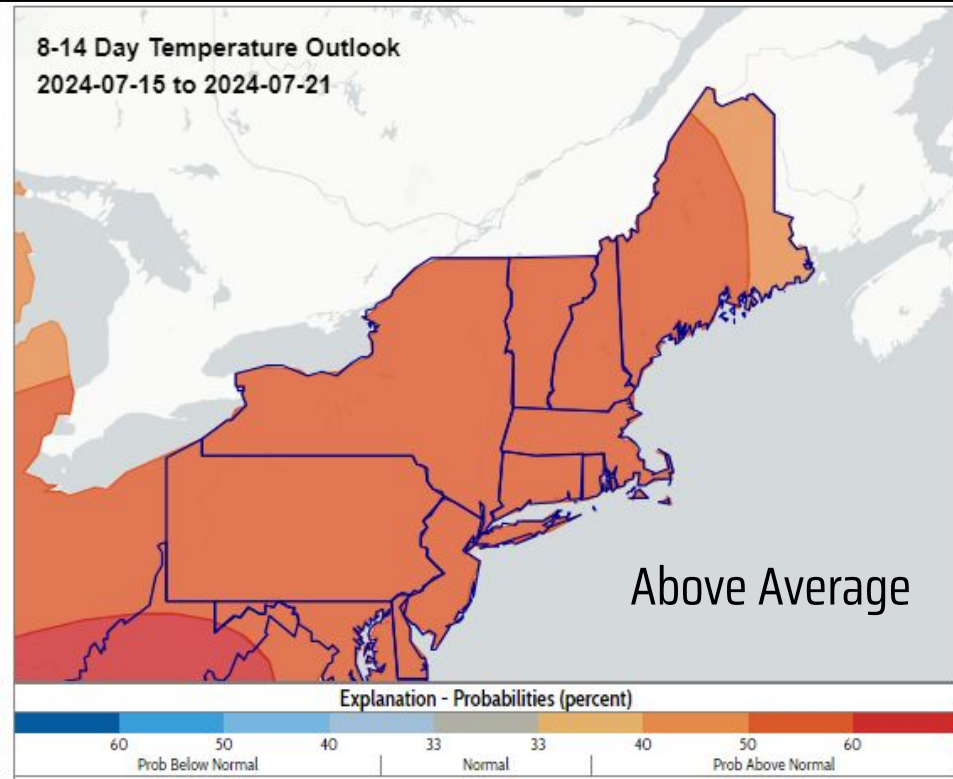 8-14 Day Temperature Outlook
2024-07-15 to 2024-07-21
Above Average
Explanation - Probabilities (percent)
60 50 40 33 33 40 50 60
Prob Below Normal Normal Prob Above Normal